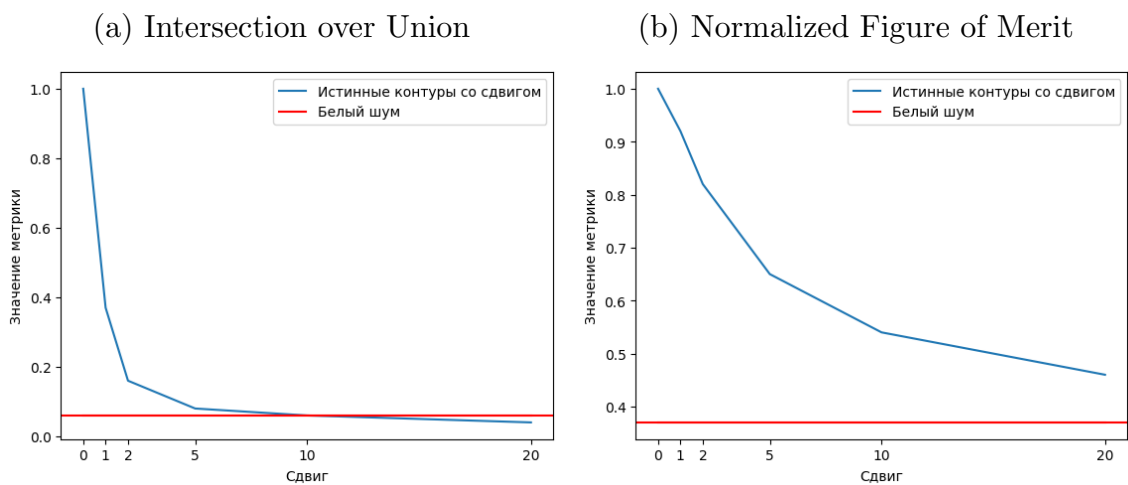 (a) Intersection over Union
1.0
0.8
0.6
0.4
0.2
0.0
Значение метрики
Истинные контуры со сдвигом
Белый шум
0 1 2 5 10 20
Сдвиг
(b) Normalized Figure of Merit
1.0
0.9
0.8
0.7
0.6
0.5
0.4
Значение метрики
Истинные контуры со сдвигом
Белый шум
0 1 2 5 10 20
Сдвиг